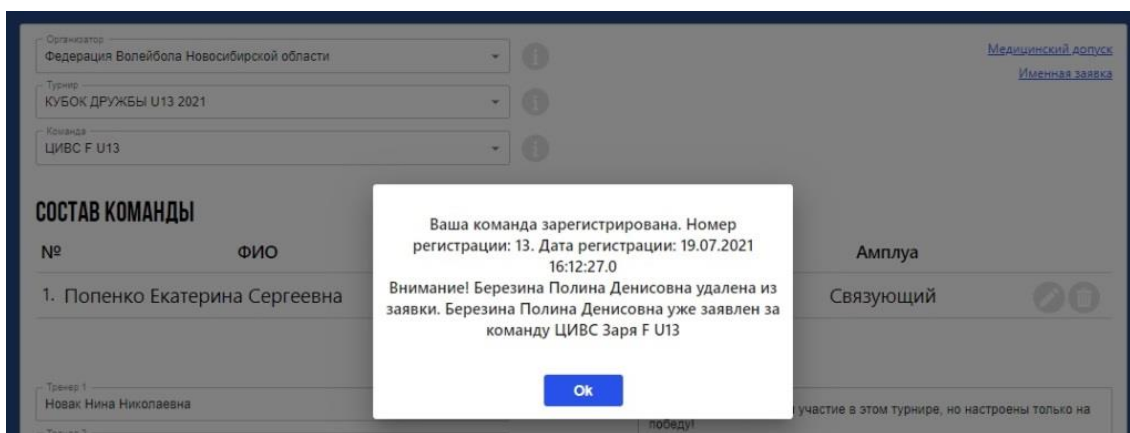 Организатор
Федерация Волейбола Новосибирской области
Медицинский допуск
Именная заявка
Турнир
КУБОК ДРУЖБЫ U13 2021
Команда
ЦИВС F U13
СОСТАВ КОМАНДЫ
№ ФИО Амплуа
1. Попенко Екатерина Сергеевна Связующий
Ваша команда зарегистрирована. Номер
регистрации: 13. Дата регистрации: 19.07.2021
16:12:27.0
Внимание! Березина Полина Денисовна удалена из
заявки. Березина Полина Денисовна уже заявлен за
команду ЦИВС Заря F U13
Ok
Тренер 1
Новак Нина Николаевна
участие в этом турнире, но настроены только на
победу!